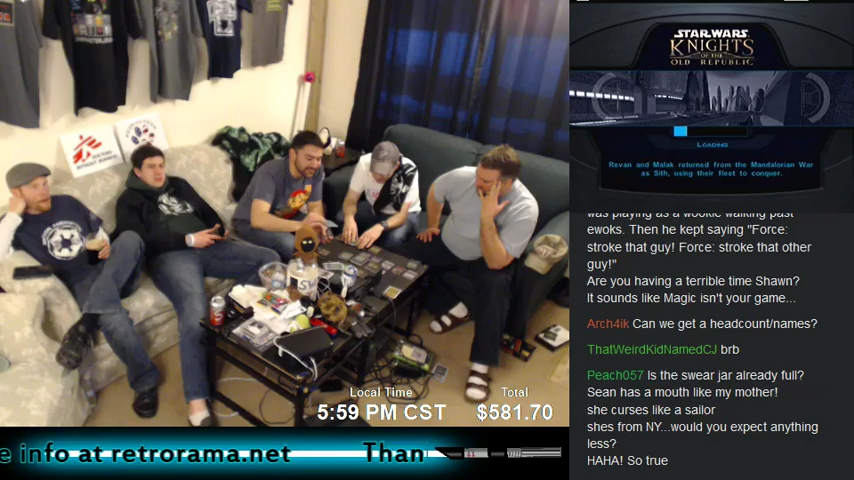 STAR WARS
KNIGHTS
OF THE
OLD REPUBLIC
LOADING
Revan and Malak returned from the Mandalorian War
as Sith, using their fleet to conquer.
was playing as a wookie walking past
ewoks. Then he kept saying "Force:
stroke that guy! Force: stroke that other
guy!"
Are you having a terrible time Shawn?
It sounds like Magic isn't your game...
Arch4ik Can we get a headcount/names?
ThatWeirdKidNamedCJ brb
Peach057 Is the swear jar already full?
Sean has a mouth like my mother!
she curses like a sailor
shes from NY...would you expect anything
less?
HAHA! So true
Local Time
5:59 PM CST
Total
$581.70
e info at retrorama.net
Than